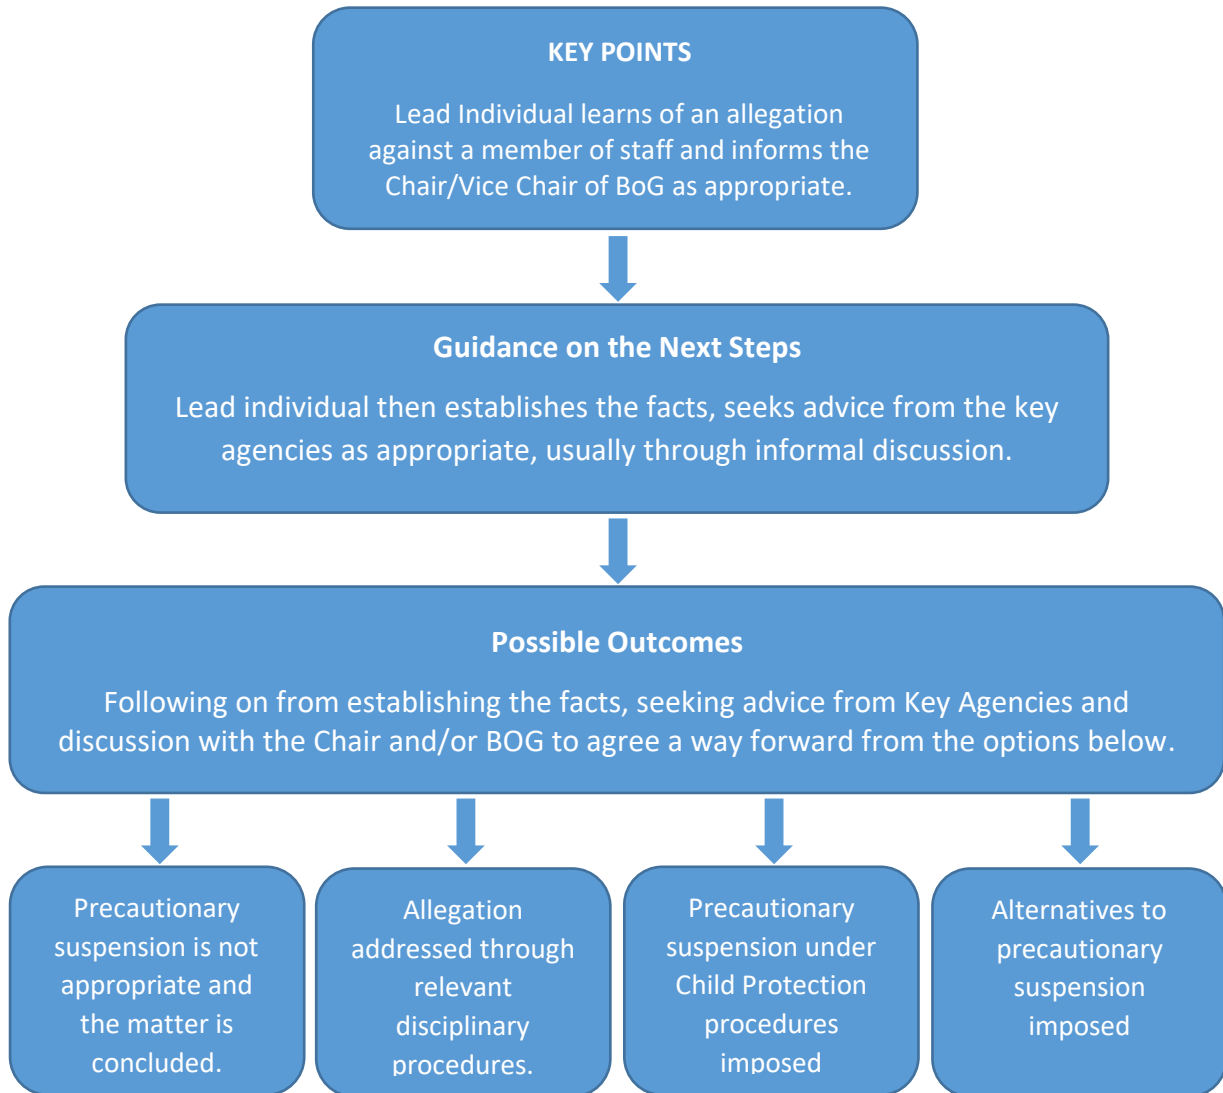 KEY POINTS
Lead Individual learns of an allegation
against a member of staff and informs the
Chair/Vice Chair of BoG as appropriate.
Guidance on the Next Steps
Lead individual then establishes the facts, seeks advice from the key
agencies as appropriate, usually through informal discussion.
Possible Outcomes
Following on from establishing the facts, seeking advice from Key Agencies and
discussion with the Chair and/or BOG to agree a way forward from the options below.
Precautionary
suspension is not
appropriate and
the matter is
concluded.
Allegation
addressed through
relevant
disciplinary
procedures.
Precautionary
suspension under
Child Protection
procedures
imposed
Alternatives to
precautionary
suspension
imposed